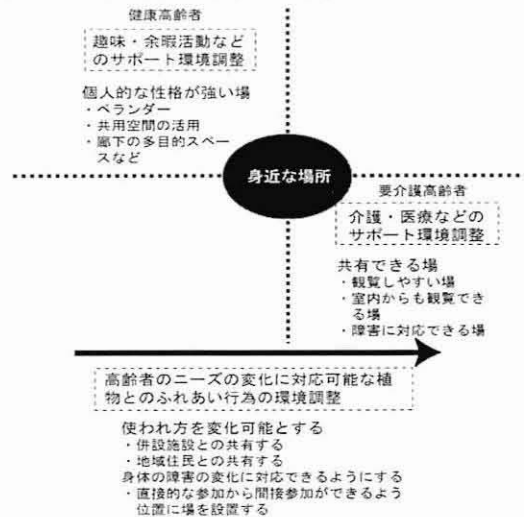 健康高齢者
趣味・余暇活動など
のサポート環境調整
個人的な性格が強い場
・ベランダー
・共用空間の活用
・廊下の多目的スペー
スなど
身近な場所
要介護高齢者
介護・医療などの
サポート環境調整
共有できる場
・観覧しやすい場
・室内からも観覧でき
る場
・障害に対応できる場
高齢者のニーズの変化に対応可能な植
物とのふれあい行為の環境調整
使われ方を変化可能とする
・併設施設との共有する
・地域住民との共有する
身体の障害の変化に対応できるようにする
・直接的な参加から間接参加ができるよう
位置に場を設置する